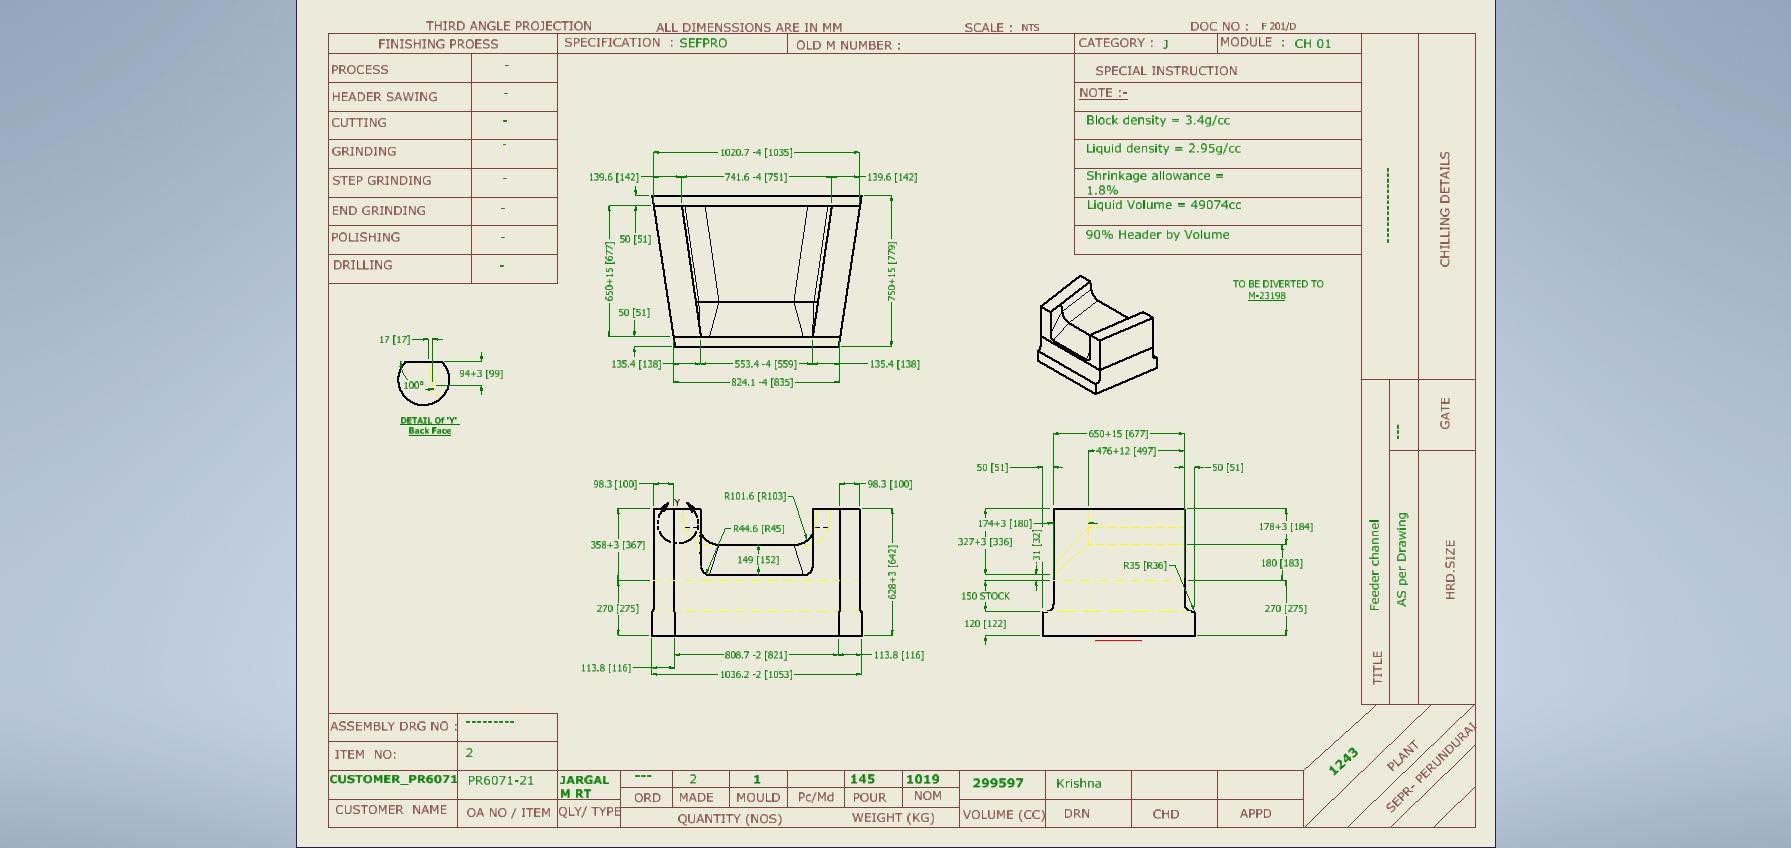 THIRD ANGLE PROJECTION ALL DIMENSSIONS ARE IN MM SCALE : NTS DOC NO : F 201/D
FINISHING PROESS SPECIFICATION : SEFPRO OLD M NUMBER : CATEGORY : J MODULE : CH 01
PROCESS -
HEADER SAWING -
CUTTING -
GRINDING -
STEP GRINDING -
END GRINDING -
POLISHING -
DRILLING -
SPECIAL INSTRUCTION
NOTE :-
Block density = 3.4g/cc
Liquid density = 2.95g/cc
Shrinkage allowance =
1.8%
Liquid Volume = 49074cc
90% Header by Volume
TO BE DIVERTED TO
M-23198
CHILLING DETAILS
----------
GATE
---
HRD.SIZE
AS per Drawing
TITLE Feeder channel
1020.7 -4 [1035]
139.6 [142] 741.6 -4 [751] 139.6 [142]
50 [51]
650+15 [677]
750+15 [779]
50 [51]
135.4 [138] 553.4 -4 [559] 135.4 [138]
824.1 -4 [835]
17 [17]
94+3 [99]
100°
DETAIL Of 'Y'
Back Face
98.3 [100] R101.6 [R103] 98.3 [100]
Y
R44.6 [R45]
358+3 [367]
149 [152]
628+3 [642]
270 [275]
808.7 -2 [821] 113.8 [116]
113.8 [116] 1036.2 -2 [1053]
650+15 [677]
476+12 [497]
50 [51] 50 [51]
174+3 [180] 178+3 [184]
327+3 [336]
31 [32]
R35 [R36] 180 [183]
150 STOCK
270 [275]
120 [122]
ASSEMBLY DRG NO : ---------
ITEM NO: 2
CUSTOMER_PR6071 PR6071-21 JARGAL
M RT
--- 2 1 145 1019 299597 Krishna
ORD MADE MOULD Pc/Md POUR NOM
CUSTOMER NAME OA NO / ITEM QLY/ TYPE QUANTITY (NOS) WEIGHT (KG) VOLUME (CC) DRN CHD APPD
1243
PLANT
SEPR- PERUNDURAI